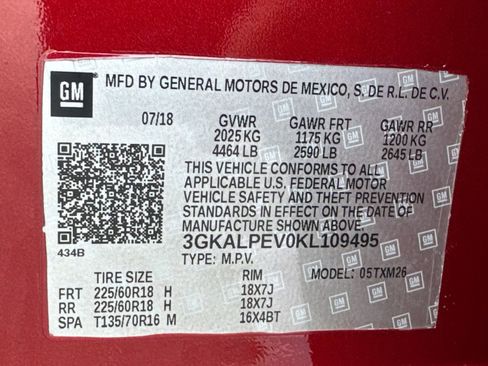 GM
MFD BY GENERAL MOTORS DE MEXICO, S. DE R.L. DE C.V.
07/18 GVWR GAWR FRT GAWR RR
2025 KG 1175 KG 1200 KG
4464 LB 2590 LB 2645 LB
THIS VEHICLE CONFORMS TO ALL
APPLICABLE U.S. FEDERAL MOTOR
VEHICLE SAFETY AND THEFT PREVENTION
STANDARDS IN EFFECT ON THE DATE OF
MANUFACTURE SHOWN ABOVE.
434B 3GKALPEV0KL109495
TYPE: M.P.V. MODEL: 05TXM26
TIRE SIZE RIM
FRT 225/60R18 H 18X7J
RR 225/60R18 H 18X7J
SPA T135/70R16 M 16X4BT